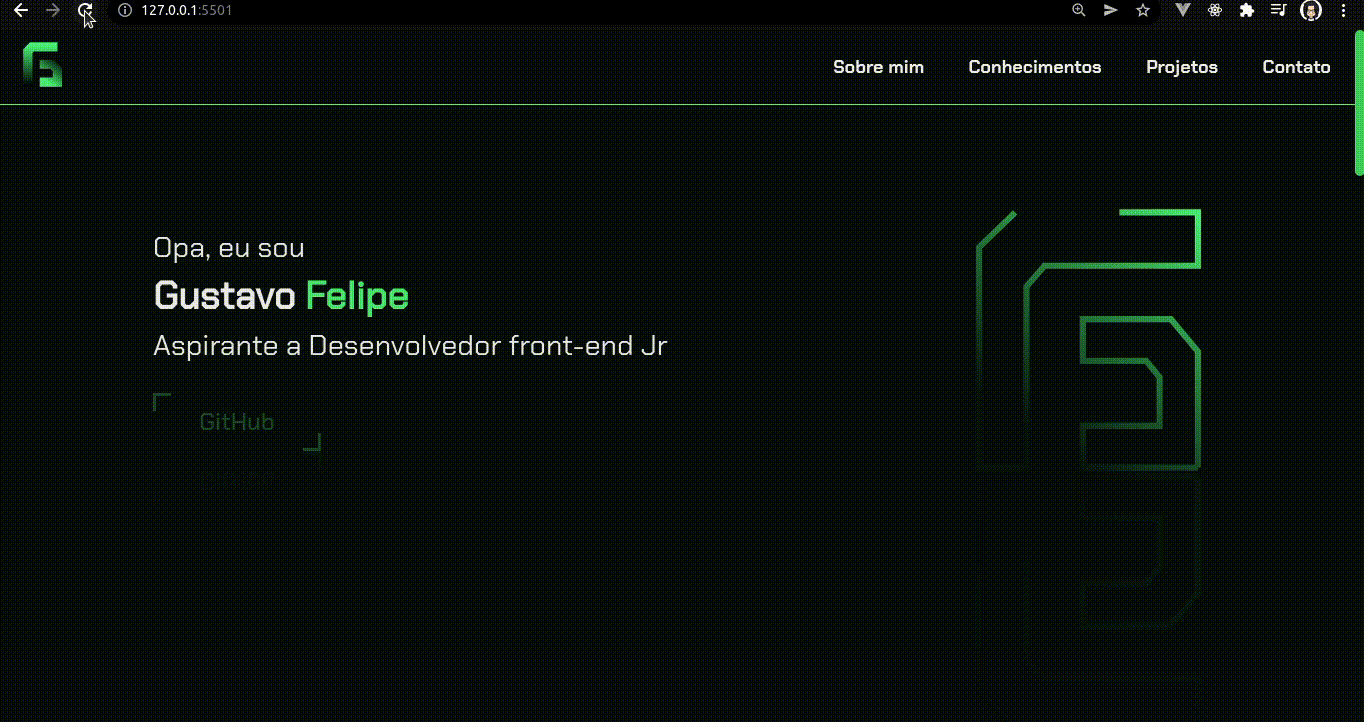 127.0.0.1:5501
Sobre mim
Conhecimentos
Projetos
Contato
Opa, eu sou
Gustavo Felipe
Aspirante a Desenvolvedor front-end Jr
GitHub